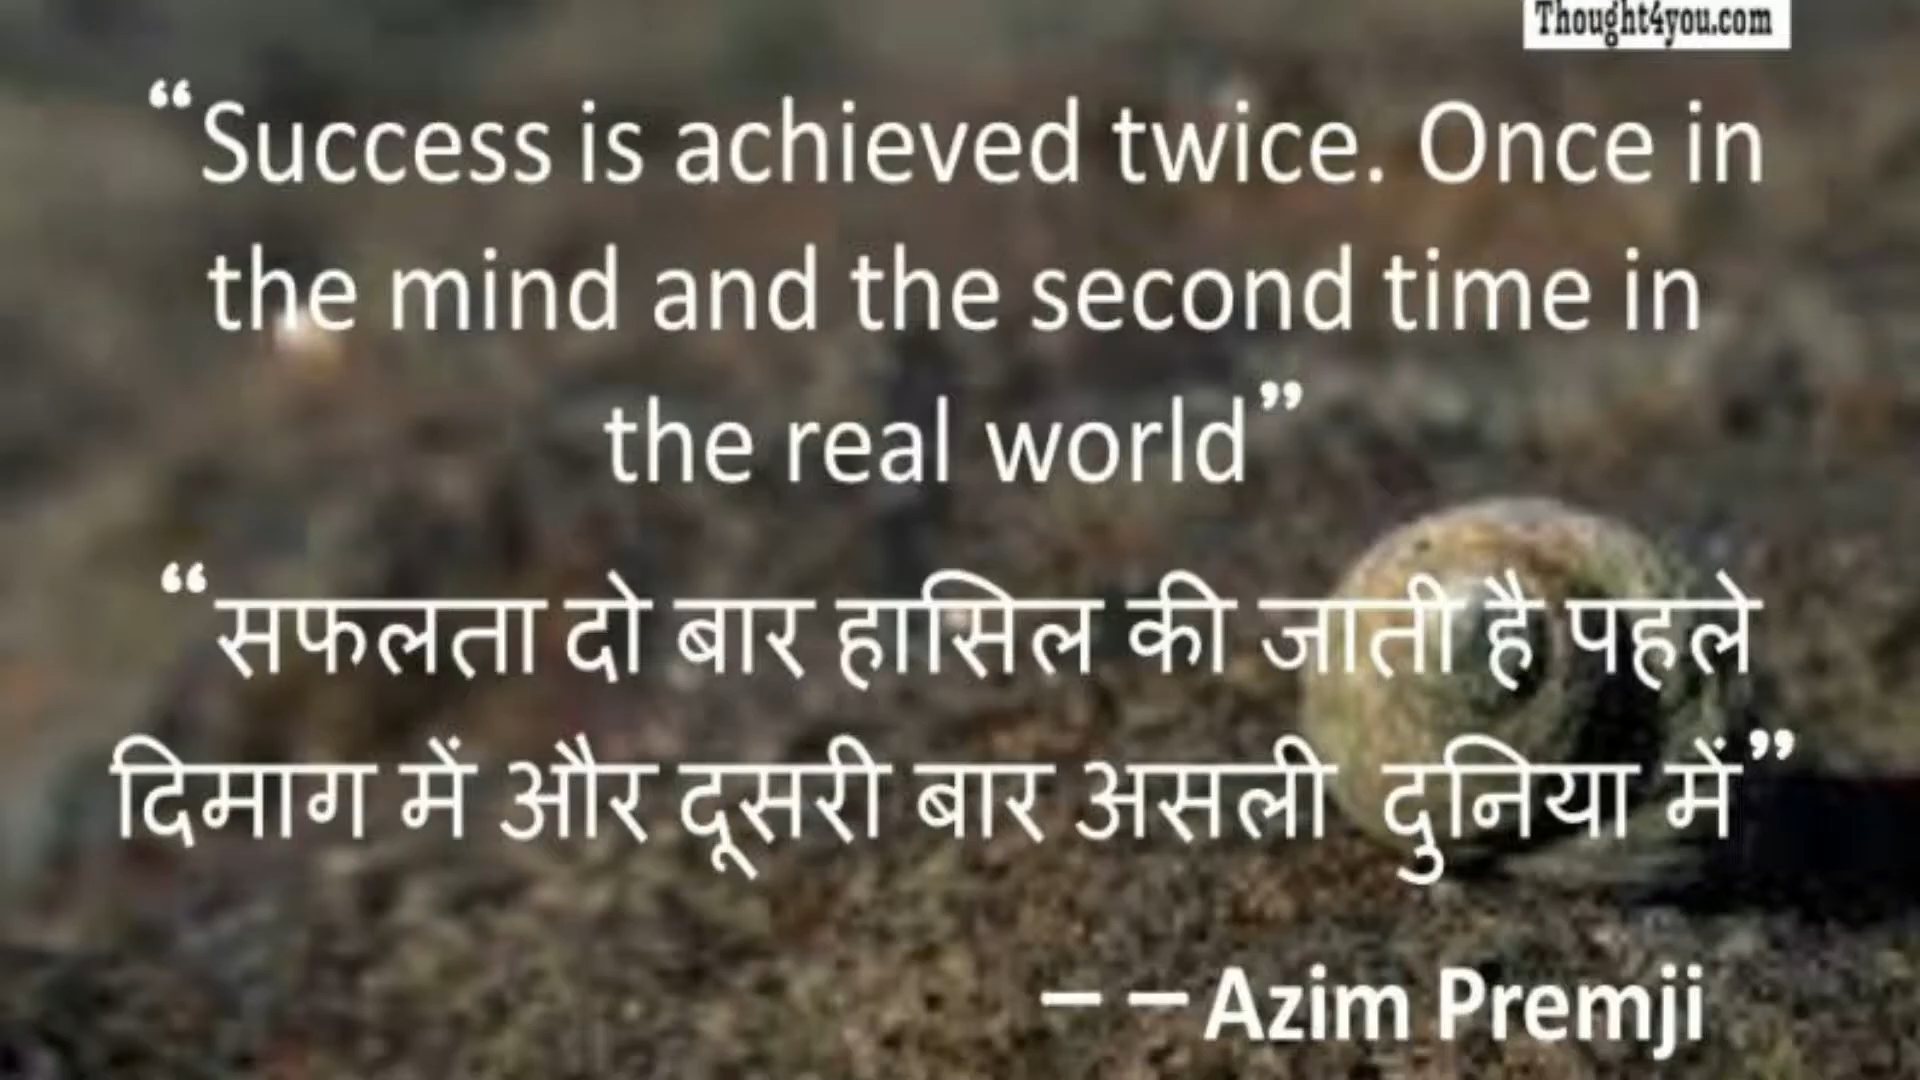 Thought4you.com
“Success is achieved twice. Once in
the mind and the second time in
the real world”
“सफलता दो बार हासिल की जाती है पहले
दिमाग में और दूसरी बार असली दुनिया में”
– – Azim Premji